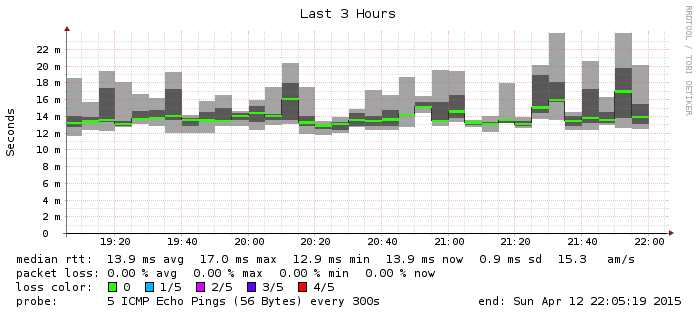 Last 3 Hours
RRDTOOL / TOBI OETIKER
Seconds
22 m
20 m
18 m
16 m
14 m
12 m
10 m
8 m
6 m
4 m
2 m
0
19:20 19:40 20:00 20:20 20:40 21:00 21:20 21:40 22:00
median rtt: 13.9 ms avg 17.0 ms max 12.9 ms min 13.9 ms now 0.9 ms sd 15.3 am/s
packet loss: 0.00 % avg 0.00 % max 0.00 % min 0.00 % now
loss color: 0 1/5 2/5 3/5 4/5
probe: 5 ICMP Echo Pings (56 Bytes) every 300s end: Sun Apr 12 22:05:19 2015